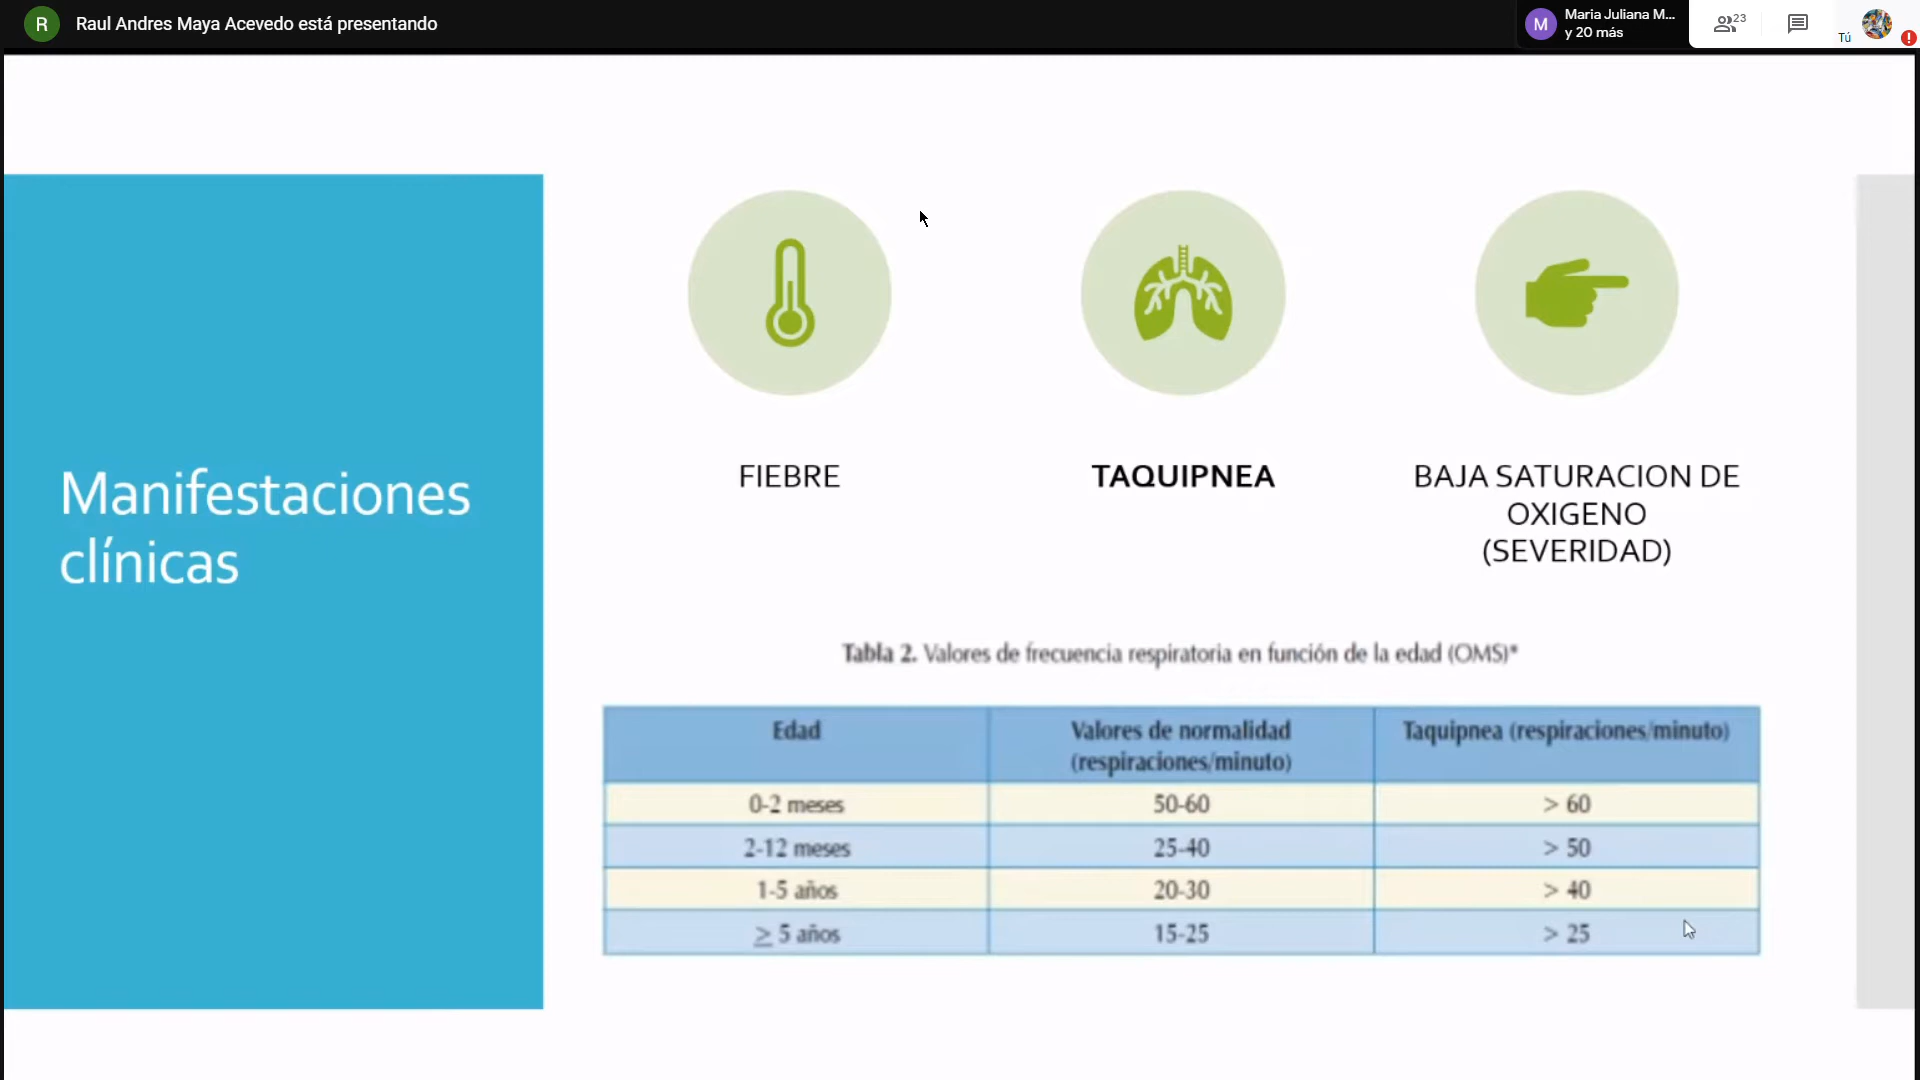 R
Raul Andres Maya Acevedo está presentando
M
Maria Juliana M...
y 20 más
23
Tú
Manifestaciones
clínicas
FIEBRE
TAQUIPNEA
BAJA SATURACION DE
OXIGENO
(SEVERIDAD)
Tabla 2. Valores de frecuencia respiratoria en función de la edad (OMS)*
Edad
Valores de normalidad
(respiraciones/minuto)
Taquipnea (respiraciones/minuto)
0-2 meses 50-60 > 60
2-12 meses 25-40 > 50
1-5 años 20-30 > 40
≥ 5 años 15-25 > 25